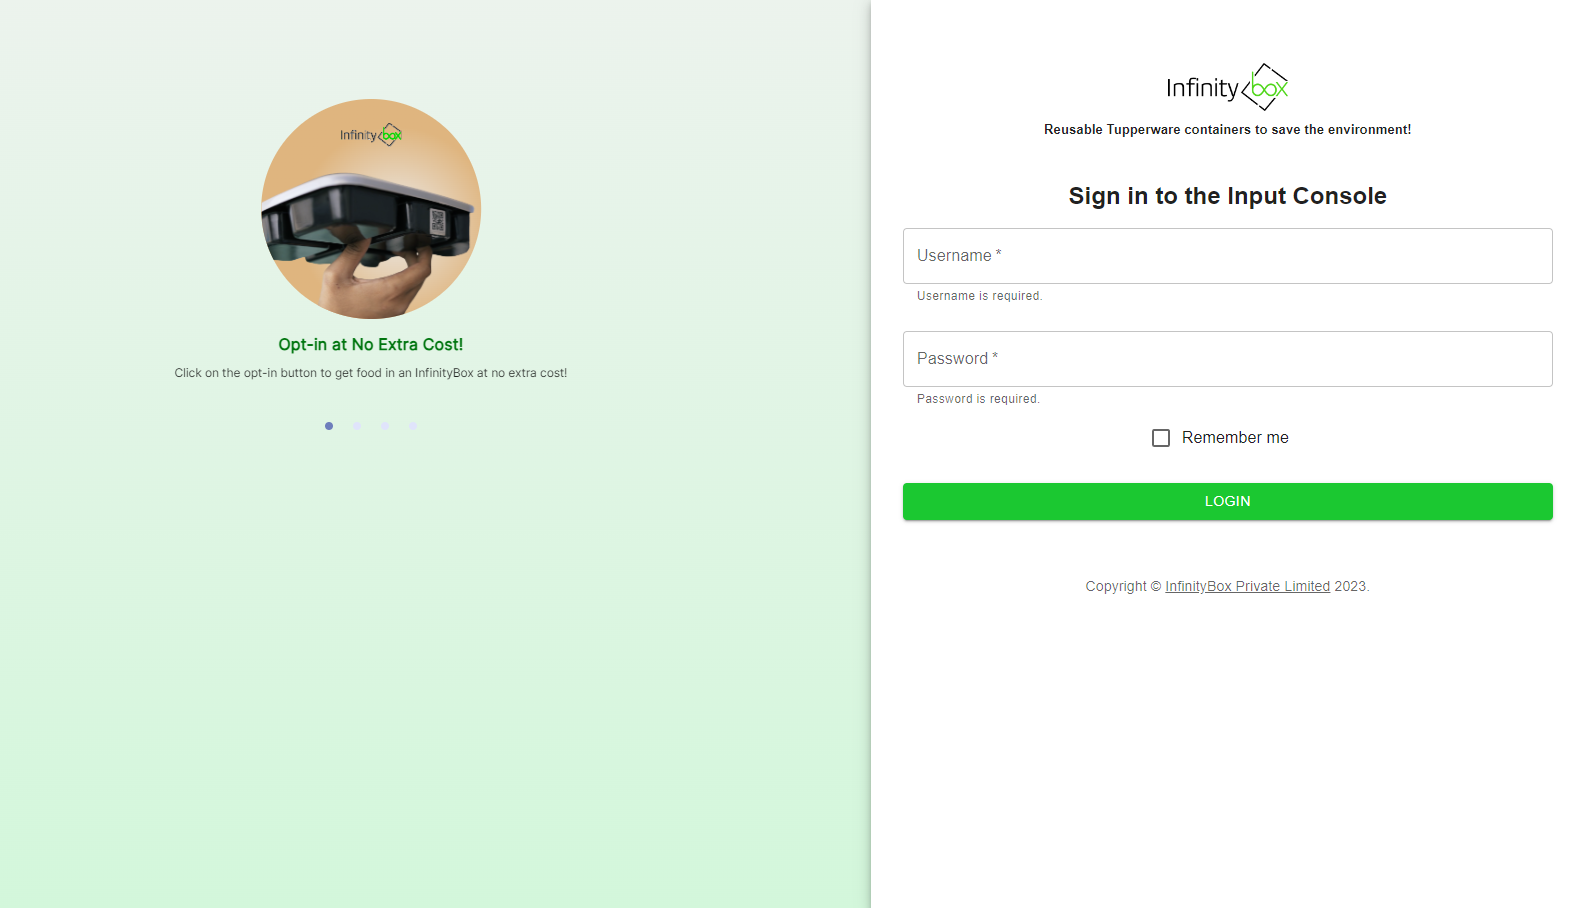 Infinity box
Opt-in at No Extra Cost!
Click on the opt-in button to get food in an InfinityBox at no extra cost!
Infinity box
Reusable Tupperware containers to save the environment!
Sign in to the Input Console
Username *
Username is required.
Password *
Password is required.
Remember me
LOGIN
Copyright © InfinityBox Private Limited 2023.